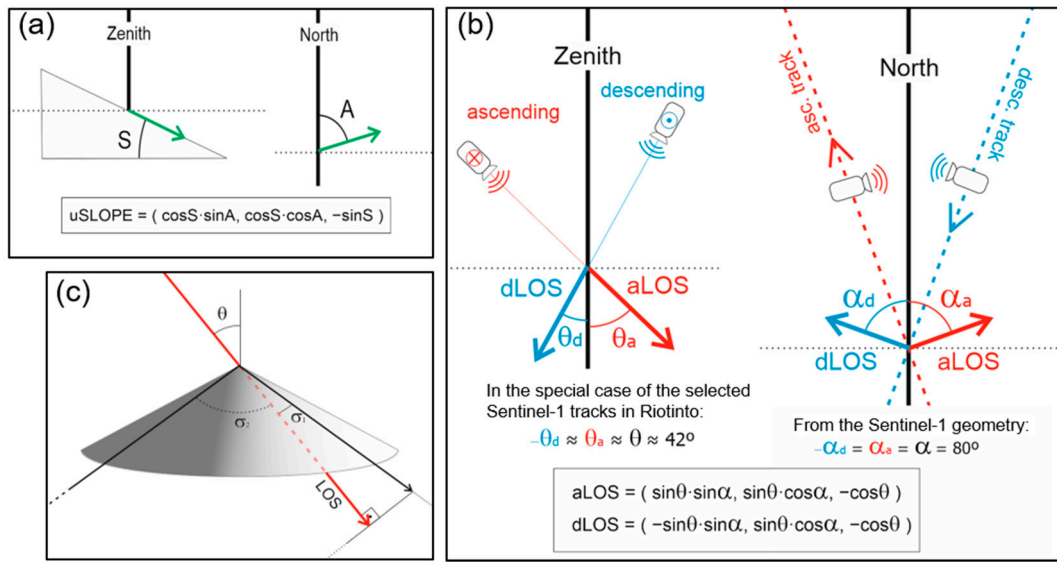 (a)
Zenith
North
S
A
uSLOPE = ( cosS·sinA, cosS·cosA, −sinS )
(b)
Zenith
ascending
descending
dLOS
aLOS
θd
θa
In the special case of the selected
Sentinel-1 tracks in Riotinto:
−θd ≈ θa ≈ θ ≈ 42º
North
asc. track
desc. track
αd
αa
dLOS
aLOS
From the Sentinel-1 geometry:
−αd = αa = α = 80º
aLOS = ( sinθ·sinα, sinθ·cosα, −cosθ )
dLOS = ( −sinθ·sinα, sinθ·cosα, −cosθ )
(c)
θ
σ2
σ1
LOS